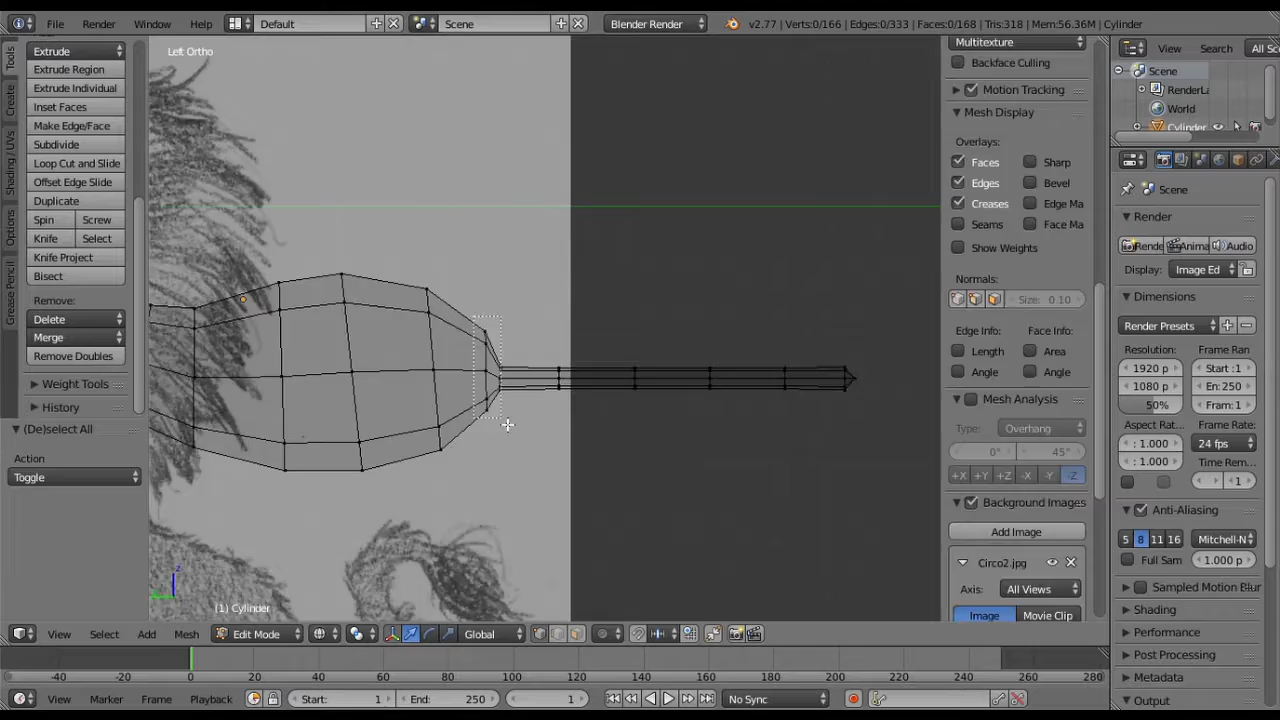 File Render Window Help Default Scene Blender Render v2.77 | Verts:0/166 | Edges:0/333 | Faces:0/168 | Tris:318 | Mem:56.36M | Cylinder
Tools
Create
Shading / UVs
Options
Grease Pencil
Extrude
Extrude Region
Extrude Individual
Inset Faces
Make Edge/Face
Subdivide
Loop Cut and Slide
Offset Edge Slide
Duplicate
Spin Screw
Knife Select
Knife Project
Bisect
Remove:
Delete
Merge
Remove Doubles
Weight Tools
History
(De)select All
Action
Toggle
Left Ortho
z
(1) Cylinder
Multitexture
Backface Culling
Motion Tracking
Mesh Display
Overlays:
Faces Sharp
Edges Bevel
Creases Edge Ma
Seams Face Ma
Show Weights
Normals:
Size: 0.10
Edge Info: Face Info:
Length Area
Angle Angle
Mesh Analysis
Type: Overhang
0° 45°
+X +Y +Z -X -Y -Z
Background Images
Add Image
Circo2.jpg
Axis: All Views
Image Movie Clip
View Search All Sc
Scene
RenderLa
World
Cylinder
Scene
Render
Rende Anima Audio
Display: Image Ed
Dimensions
Render Presets
Resolution: Frame Ran
1920 p Start :1
1080 p En: 250
50% Fram:1
Aspect Rat.. Frame Rate:
: 1.000 24 fps
: 1.000 Time Rem..
1
Anti-Aliasing
5 8 11 16 Mitchell-N
Full Sam 1.000 p
Sampled Motion Blur
Shading
Performance
Post Processing
Metadata
Output
View Select Add Mesh Edit Mode Global
-40 -20 0 20 40 60 80 100 120 140 160 180 200 220 240 260 280
View Marker Frame Playback Start: 1 End: 250 1 No Sync